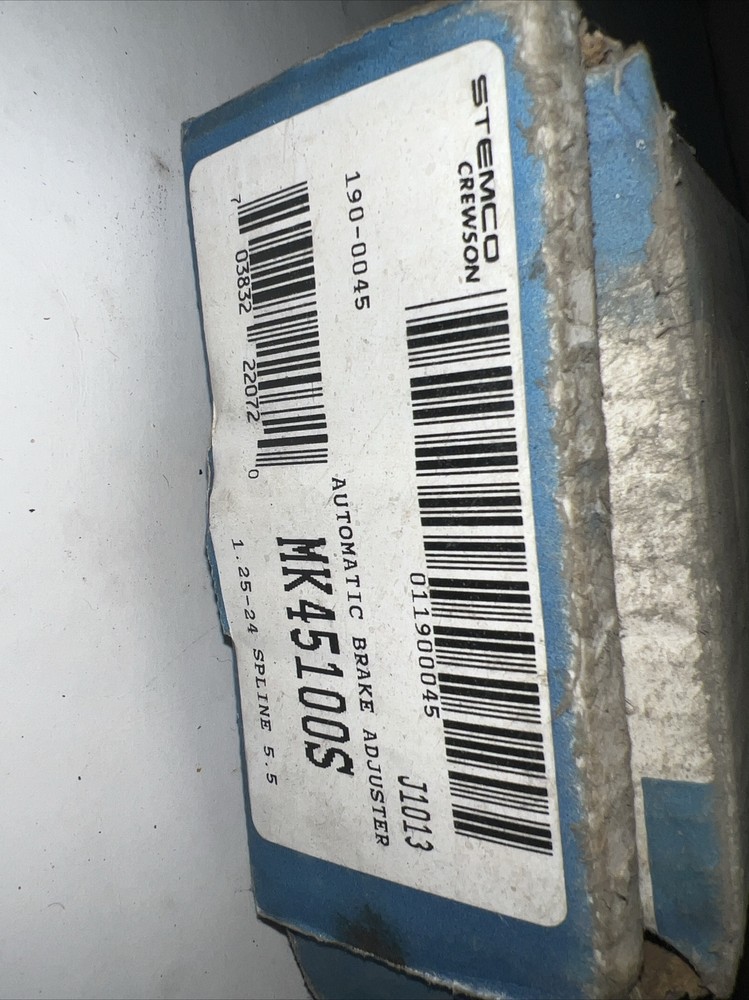 STEMCO
CREWSON
011900045
J1013
190-0045
AUTOMATIC BRAKE ADJUSTER
MK45100S
7 03832 22072 0
1.25-24 SPLINE 5.5